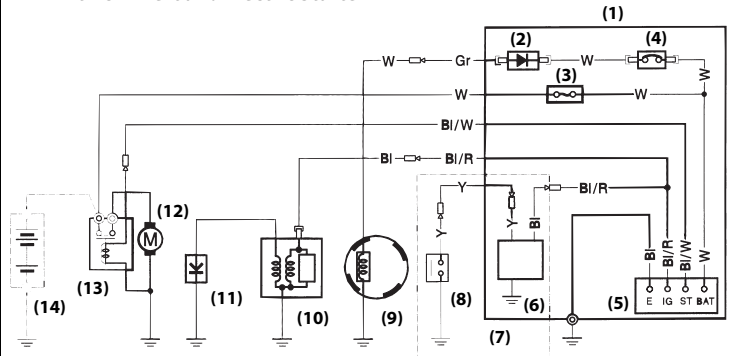 (1)
(2)
(4)
W
Gr
W
(3)
W
W
W
Bl/W
Bl
Bl/R
Y
Bl/R
(12)
Y
Y
Bl
Bl
Bl/R
Bl/W
W
M
(13)
(14)
(11)
(10)
(9)
(8)
(6)
(7)
(5)
E IG ST BAT